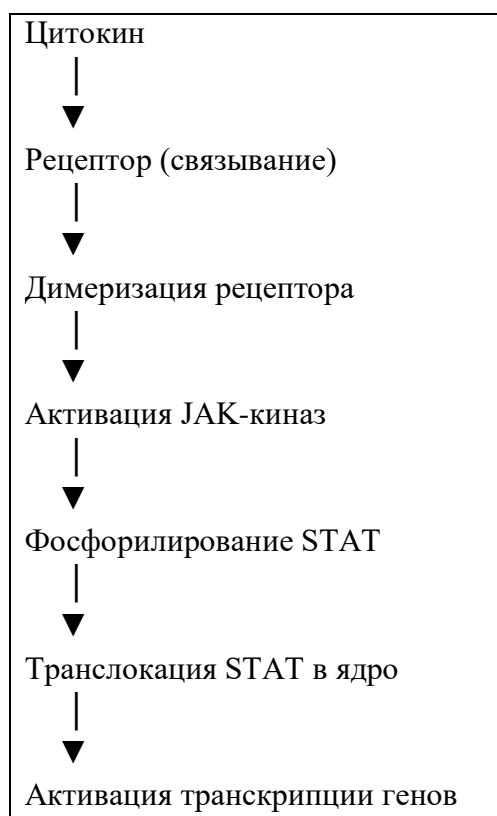 Цитокин
Рецептор (связывание)
Димеризация рецептора
Активация JAK-киназ
Фосфорилирование STAT
Транслокация STAT в ядро
Активация транскрипции генов